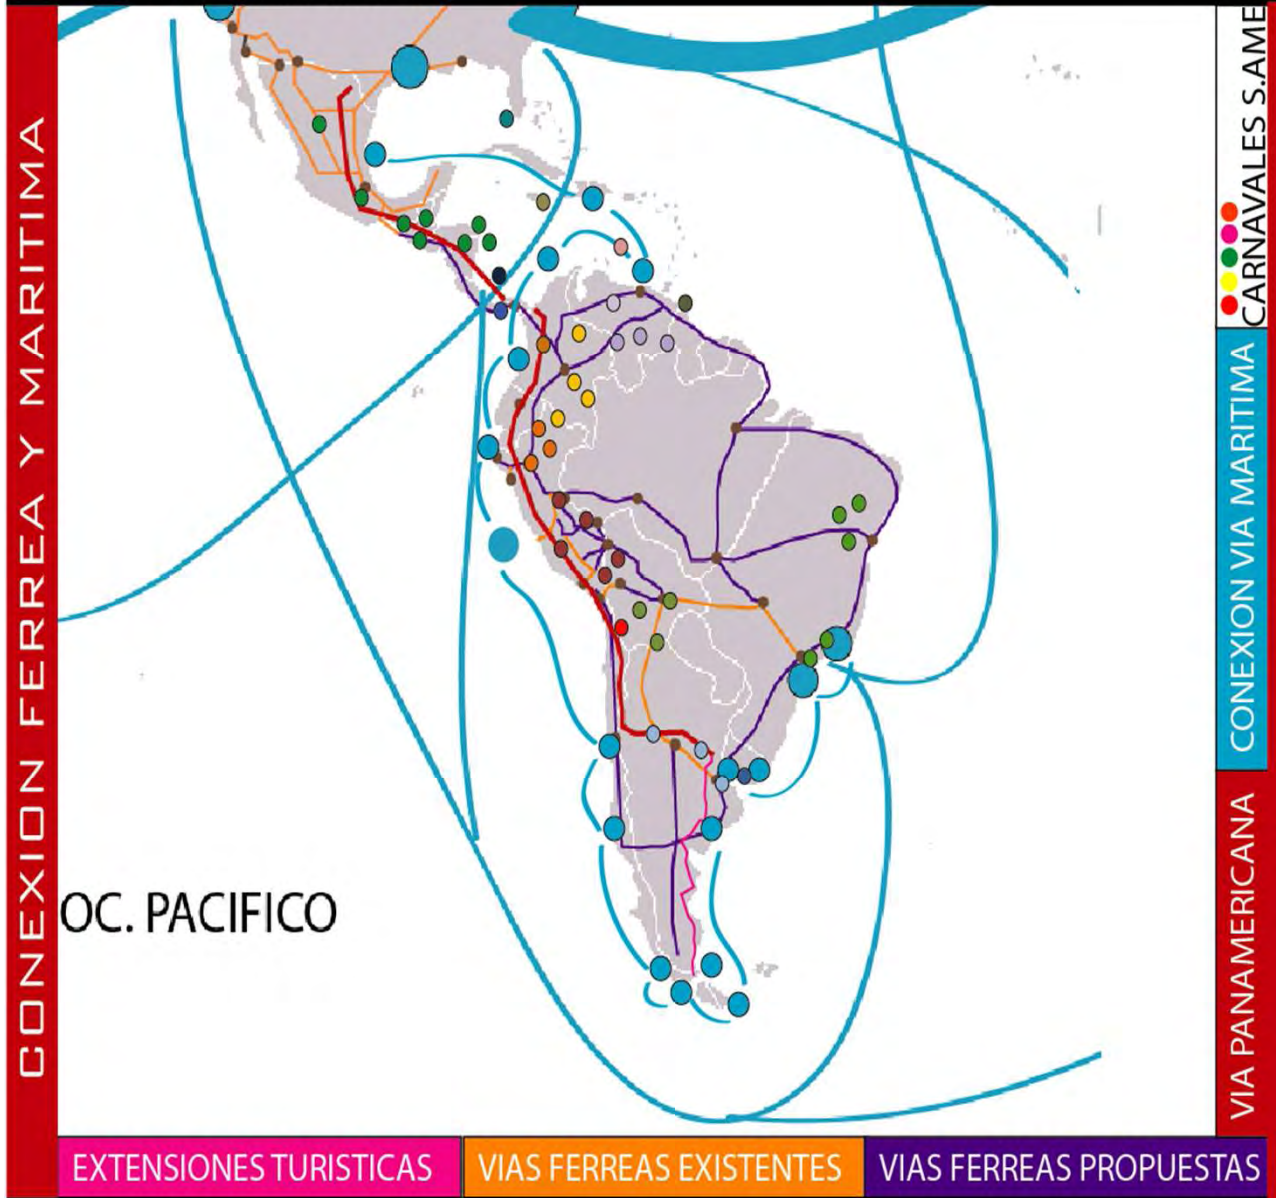 CONEXION FERREA Y MARITIMA
OC. PACIFICO
CARNAVALES S.AME
CONEXION VIA MARITIMA
VIA PANAMERICANA
EXTENSIONES TURISTICAS
VIAS FERREAS EXISTENTES
VIAS FERREAS PROPUESTAS